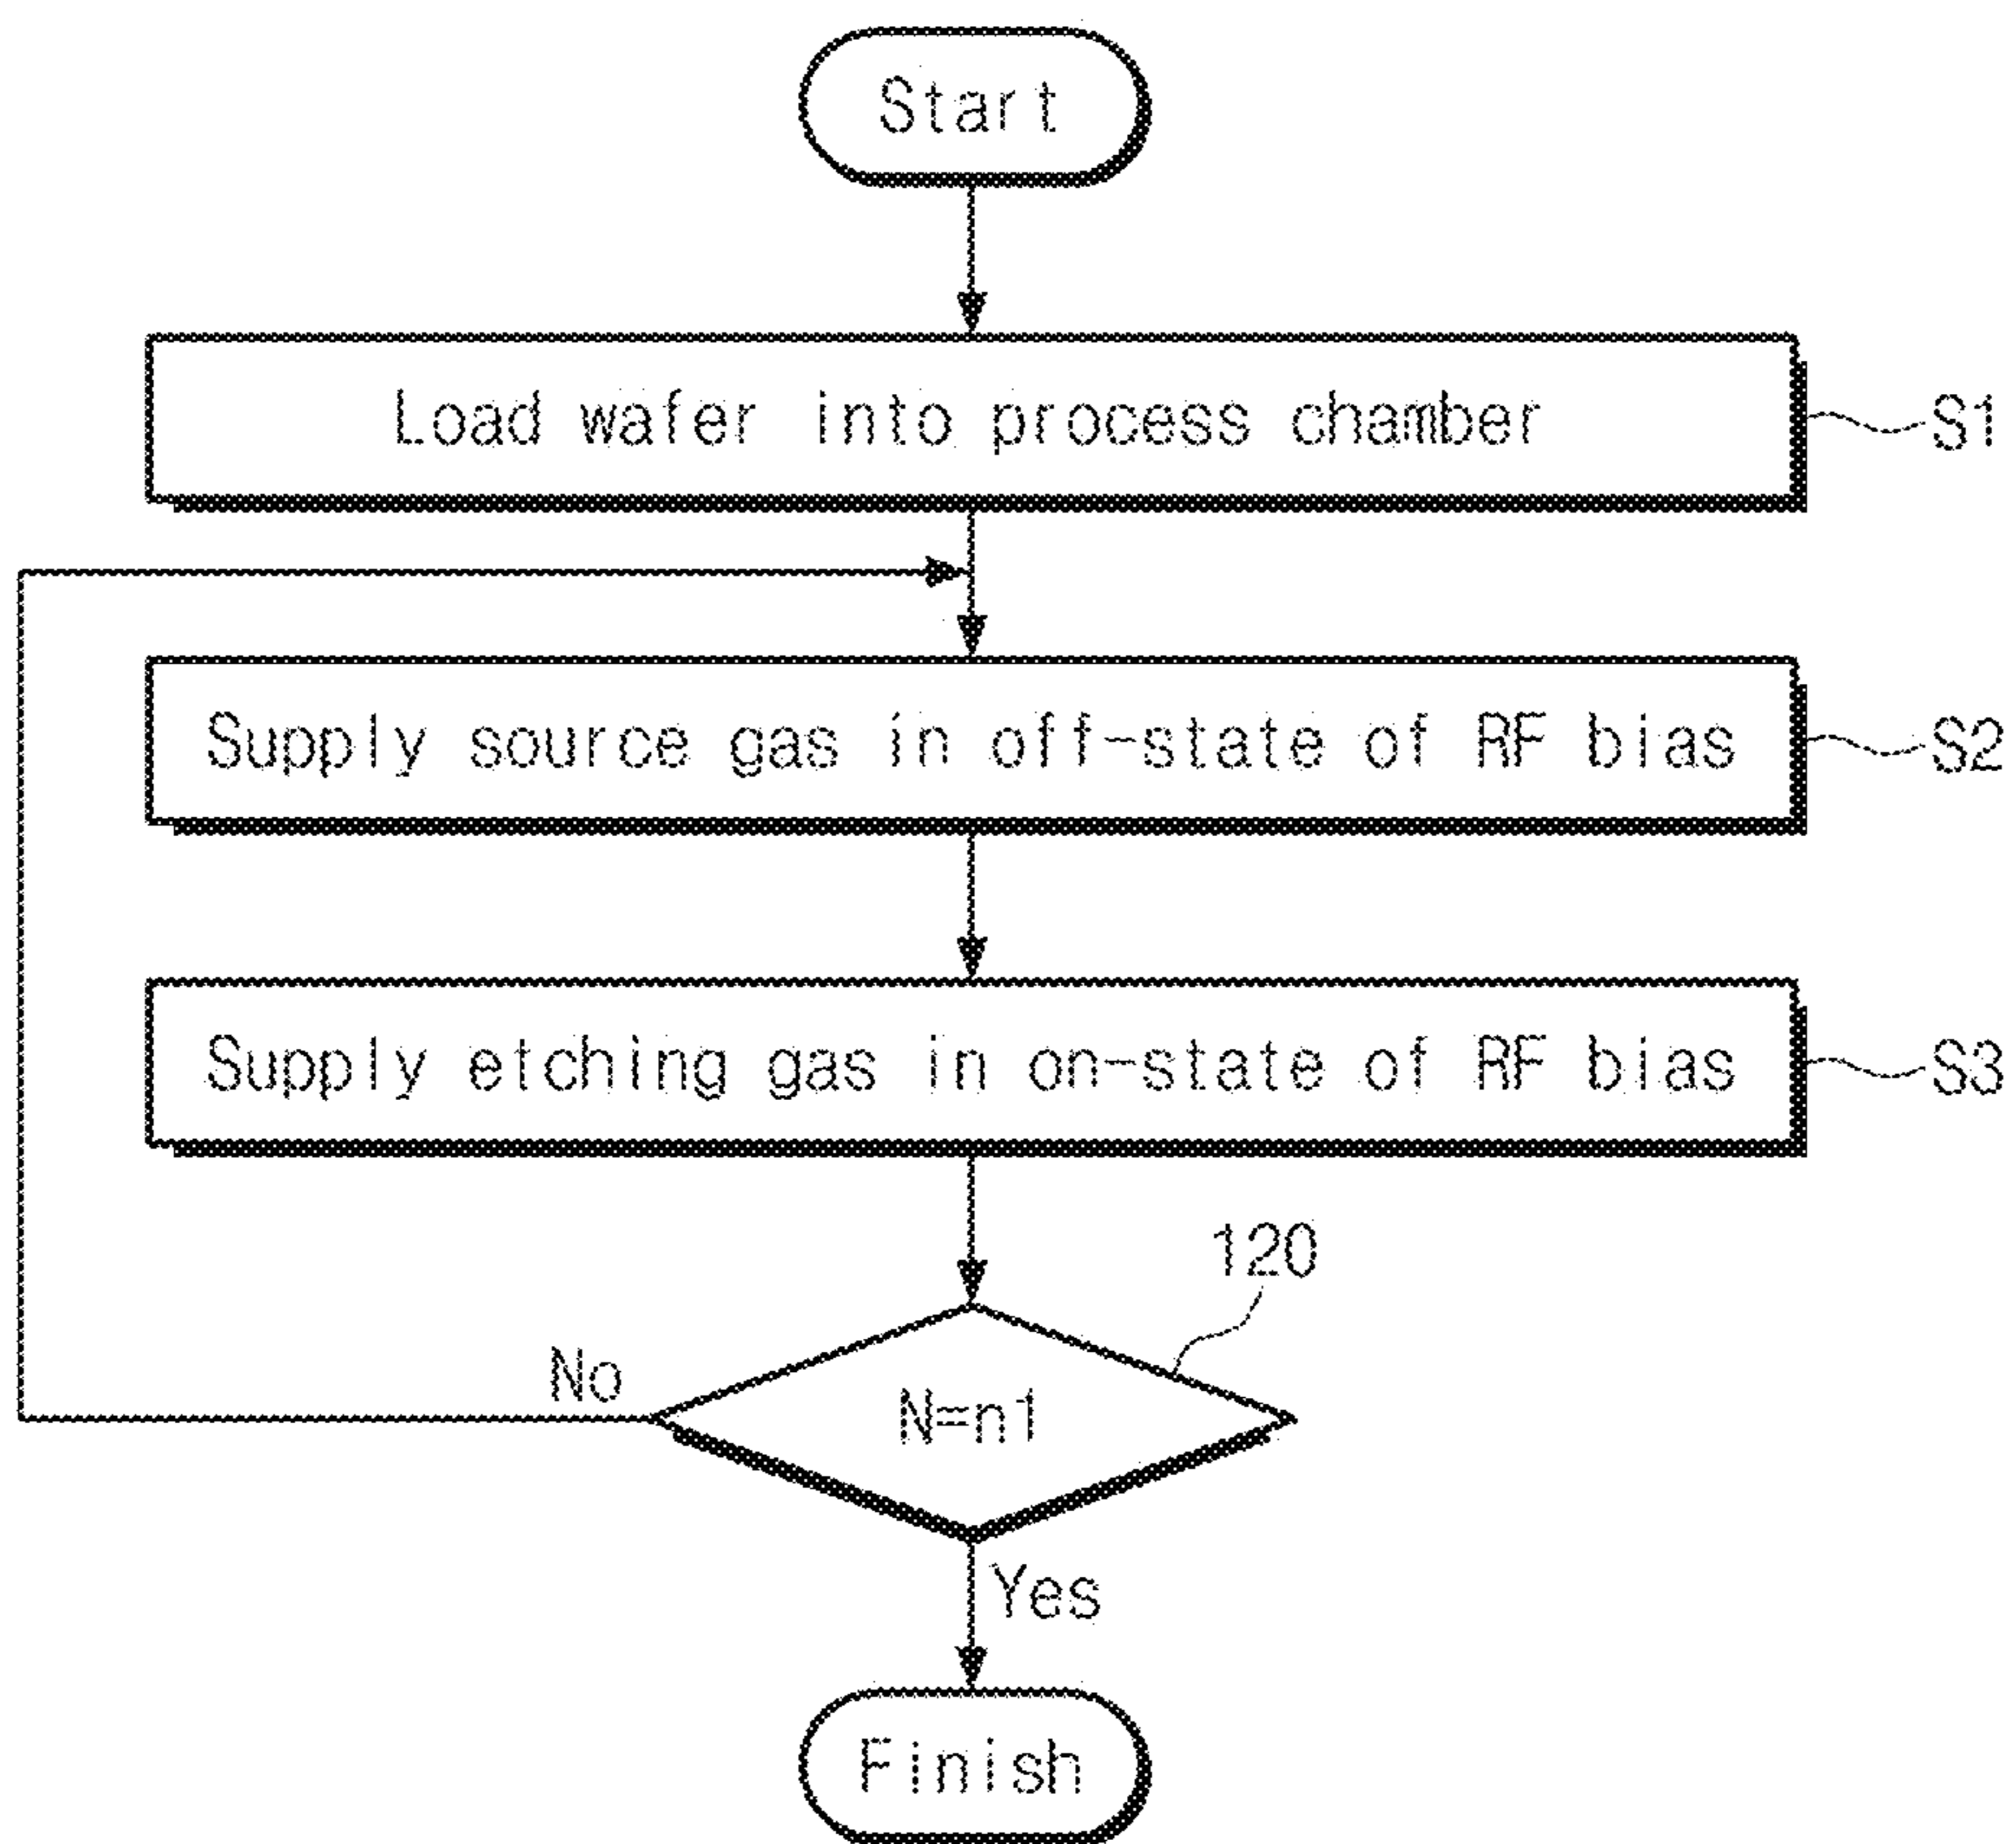 Start
Load wafer into process chamber
S1
Supply source gas in off-state of RF bias
S2
Supply etching gas in on-state of RF bias
S3
120
No
N=n1
Yes
Finish